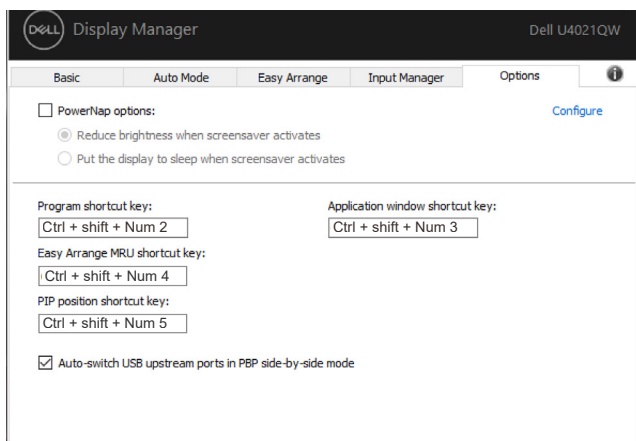 DELL Display Manager Dell U4021QW
Basic Auto Mode Easy Arrange Input Manager Options i
PowerNap options: Configure
Reduce brightness when screensaver activates
Put the display to sleep when screensaver activates
Program shortcut key: Application window shortcut key:
Ctrl + shift + Num 2 Ctrl + shift + Num 3
Easy Arrange MRU shortcut key:
Ctrl + shift + Num 4
PIP position shortcut key:
Ctrl + shift + Num 5
Auto-switch USB upstream ports in PBP side-by-side mode